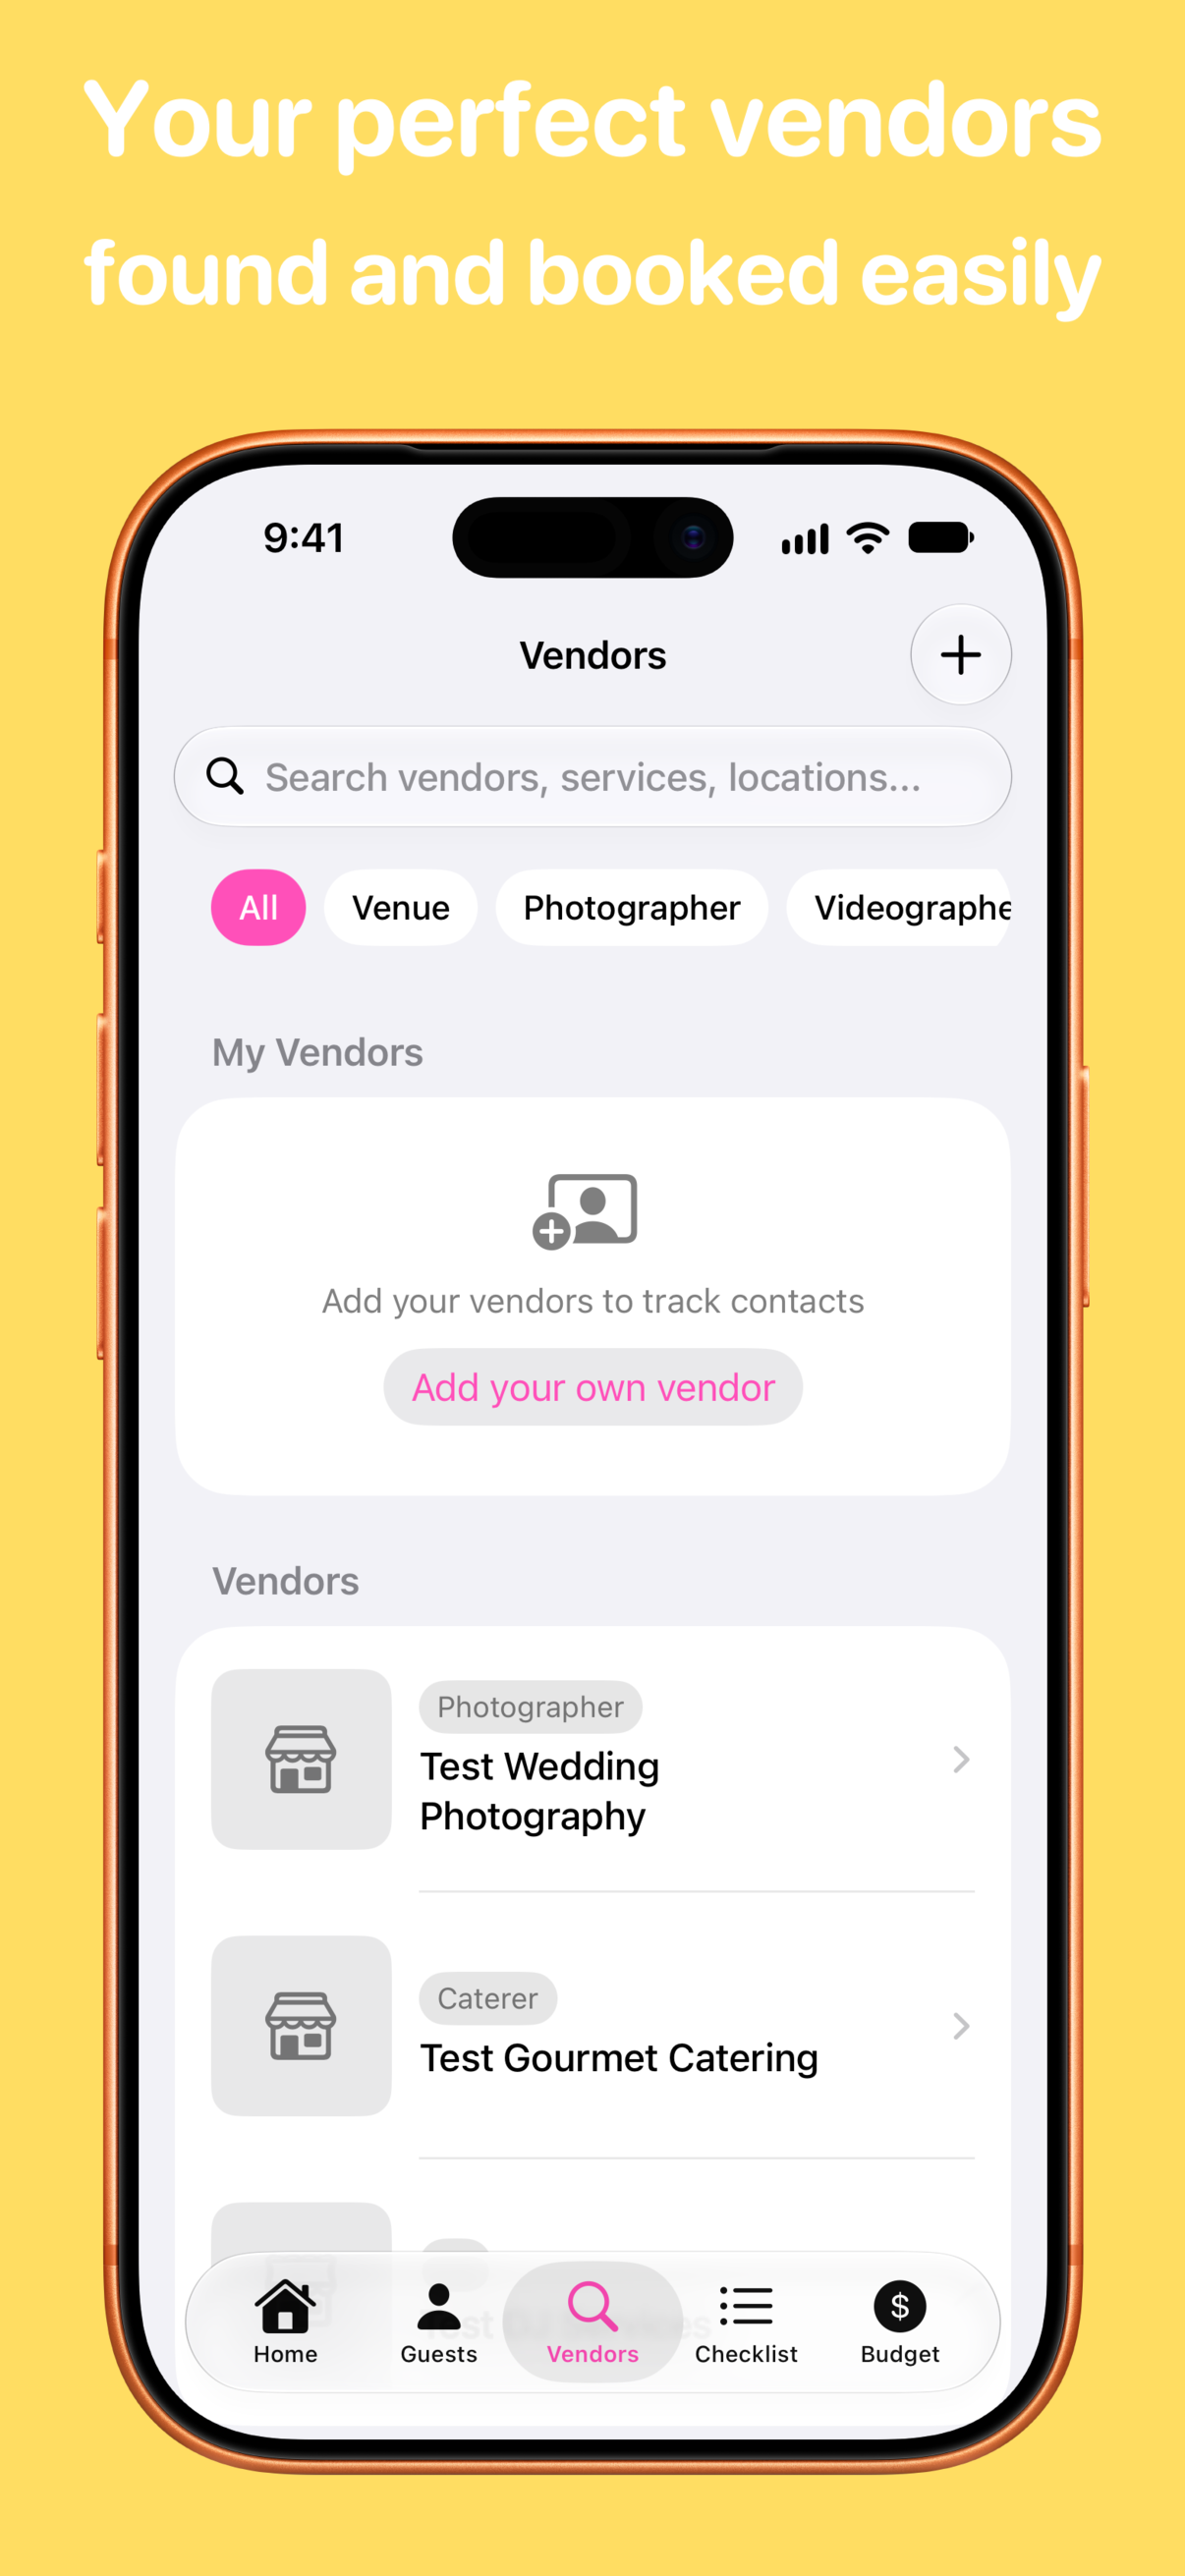 Your perfect vendors
found and booked easily
9:41
Vendors
Search vendors, services, locations...
All
Venue
Photographer
Videographe
My Vendors
Add your vendors to track contacts
Add your own vendor
Vendors
Photographer
Test Wedding
Photography
Caterer
Test Gourmet Catering
Home
Guests
Vendors
Checklist
Budget